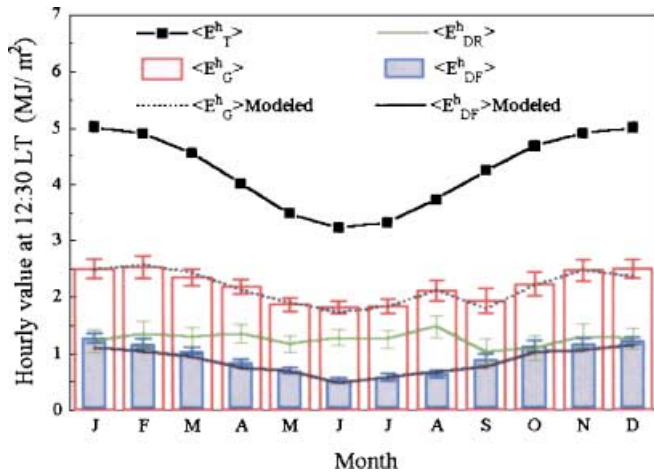 7
6
5
4
3
2
1
0
Hourly value at 12:30 LT (MJ/ m²)
<E^h_T>
<E^h_DR>
<E^h_G>
<E^h_DF>
<E^h_G>Modeled
<E^h_DF>Modeled
J F M A M J J A S O N D
Month